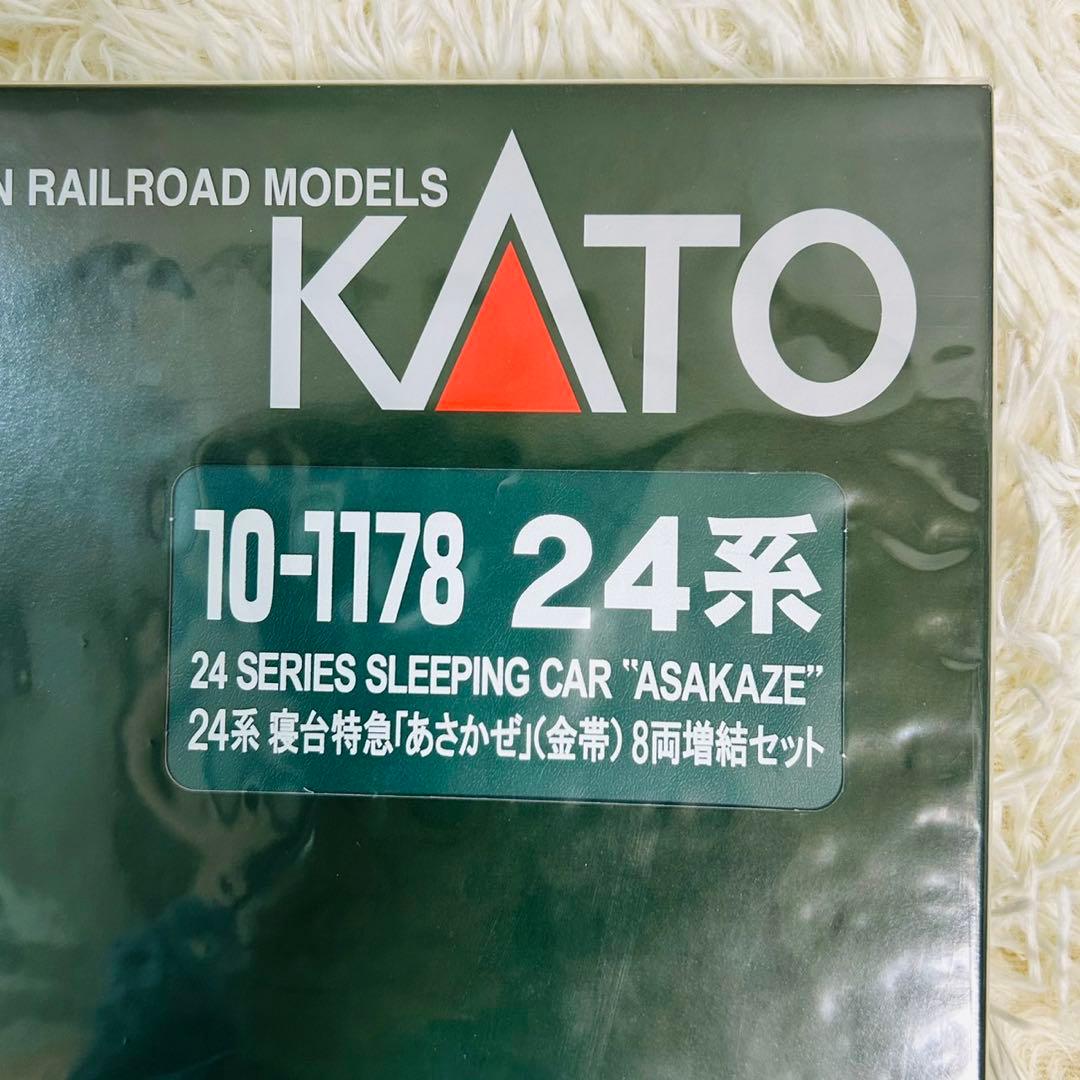 N RAILROAD MODELS
KATO
10-1178 24系
24 SERIES SLEEPING CAR "ASAKAZE"
24系 寝台特急「あさかぜ」(金帯) 8両増結セット